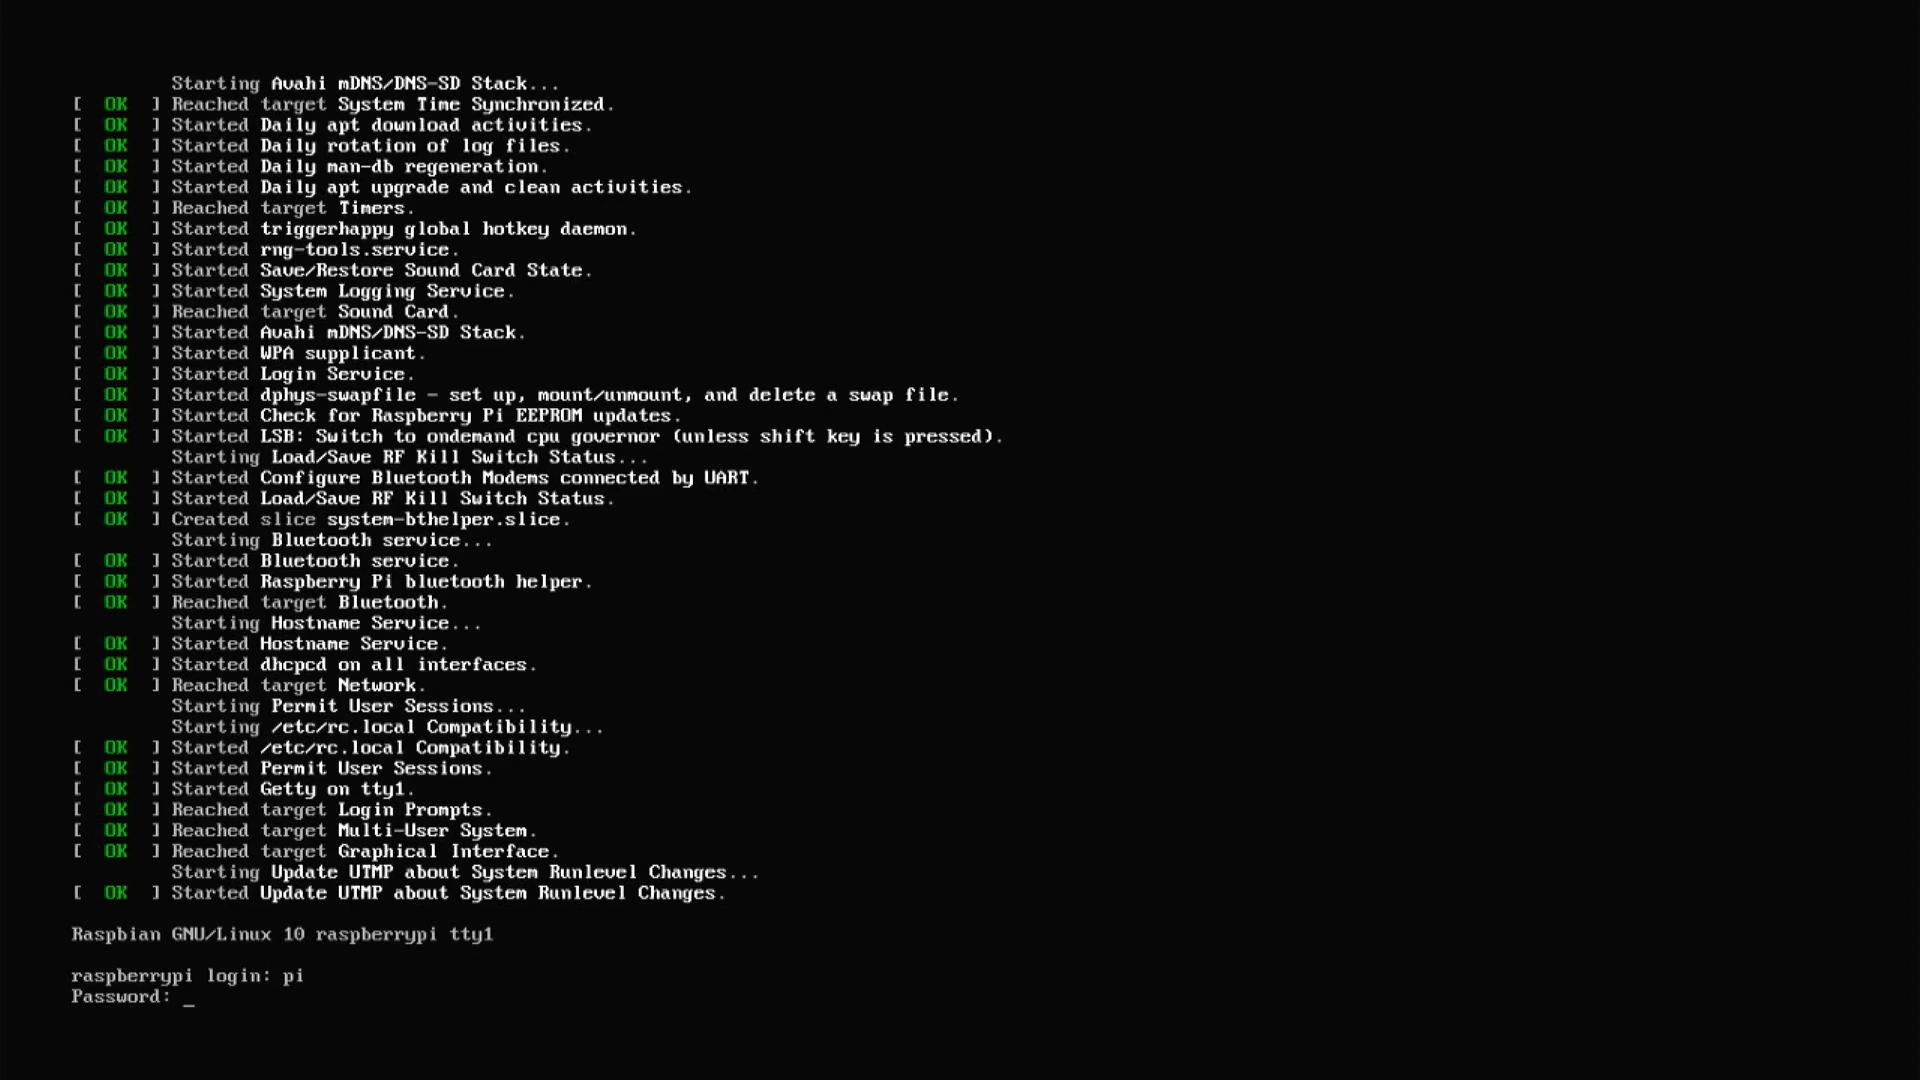 Starting Avahi mDNS/DNS-SD Stack...
[  OK  ] Reached target System Time Synchronized.
[  OK  ] Started Daily apt download activities.
[  OK  ] Started Daily rotation of log files.
[  OK  ] Started Daily man-db regeneration.
[  OK  ] Started Daily apt upgrade and clean activities.
[  OK  ] Reached target Timers.
[  OK  ] Started triggerhappy global hotkey daemon.
[  OK  ] Started rng-tools.service.
[  OK  ] Started Save/Restore Sound Card State.
[  OK  ] Started System Logging Service.
[  OK  ] Reached target Sound Card.
[  OK  ] Started Avahi mDNS/DNS-SD Stack.
[  OK  ] Started WPA supplicant.
[  OK  ] Started Login Service.
[  OK  ] Started dphys-swapfile - set up, mount/unmount, and delete a swap file.
[  OK  ] Started Check for Raspberry Pi EEPROM updates.
[  OK  ] Started LSB: Switch to ondemand cpu governor (unless shift key is pressed).
Starting Load/Save RF Kill Switch Status...
[  OK  ] Started Configure Bluetooth Modems connected by UART.
[  OK  ] Started Load/Save RF Kill Switch Status.
[  OK  ] Created slice system-bthelper.slice.
Starting Bluetooth service...
[  OK  ] Started Bluetooth service.
[  OK  ] Started Raspberry Pi bluetooth helper.
[  OK  ] Reached target Bluetooth.
Starting Hostname Service...
[  OK  ] Started Hostname Service.
[  OK  ] Started dhcpcd on all interfaces.
[  OK  ] Reached target Network.
Starting Permit User Sessions...
Starting /etc/rc.local Compatibility...
[  OK  ] Started /etc/rc.local Compatibility.
[  OK  ] Started Permit User Sessions.
[  OK  ] Started Getty on tty1.
[  OK  ] Reached target Login Prompts.
[  OK  ] Reached target Multi-User System.
[  OK  ] Reached target Graphical Interface.
Starting Update UTMP about System Runlevel Changes...
[  OK  ] Started Update UTMP about System Runlevel Changes.
Raspbian GNU/Linux 10 raspberrypi tty1
raspberrypi login: pi
Password: _